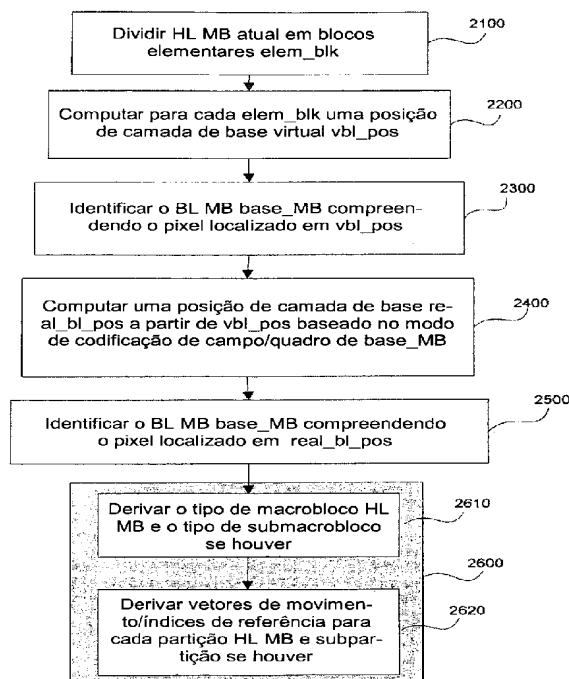 Dividir HL MB atual em blocos
elementares elem_blk
2100
Computar para cada elem_blk uma posição
de camada de base virtual vbl_pos
2200
Identificar o BL MB base_MB compreen-
dendo o pixel localizado em vbl_pos
2300
Computar uma posição de camada de base re-
al_bl_pos a partir de vbl_pos baseado no modo
de codificação de campo/quadro de base_MB
2400
Identificar o BL MB base_MB compreendendo
o pixel localizado em real_bl_pos
2500
Derivar o tipo de macrobloco HL
MB e o tipo de submacrobloco
se houver
2610
2600
Derivar vetores de movimen-
to/índices de referência para
cada partição HL MB e subpar-
tição se houver
2620